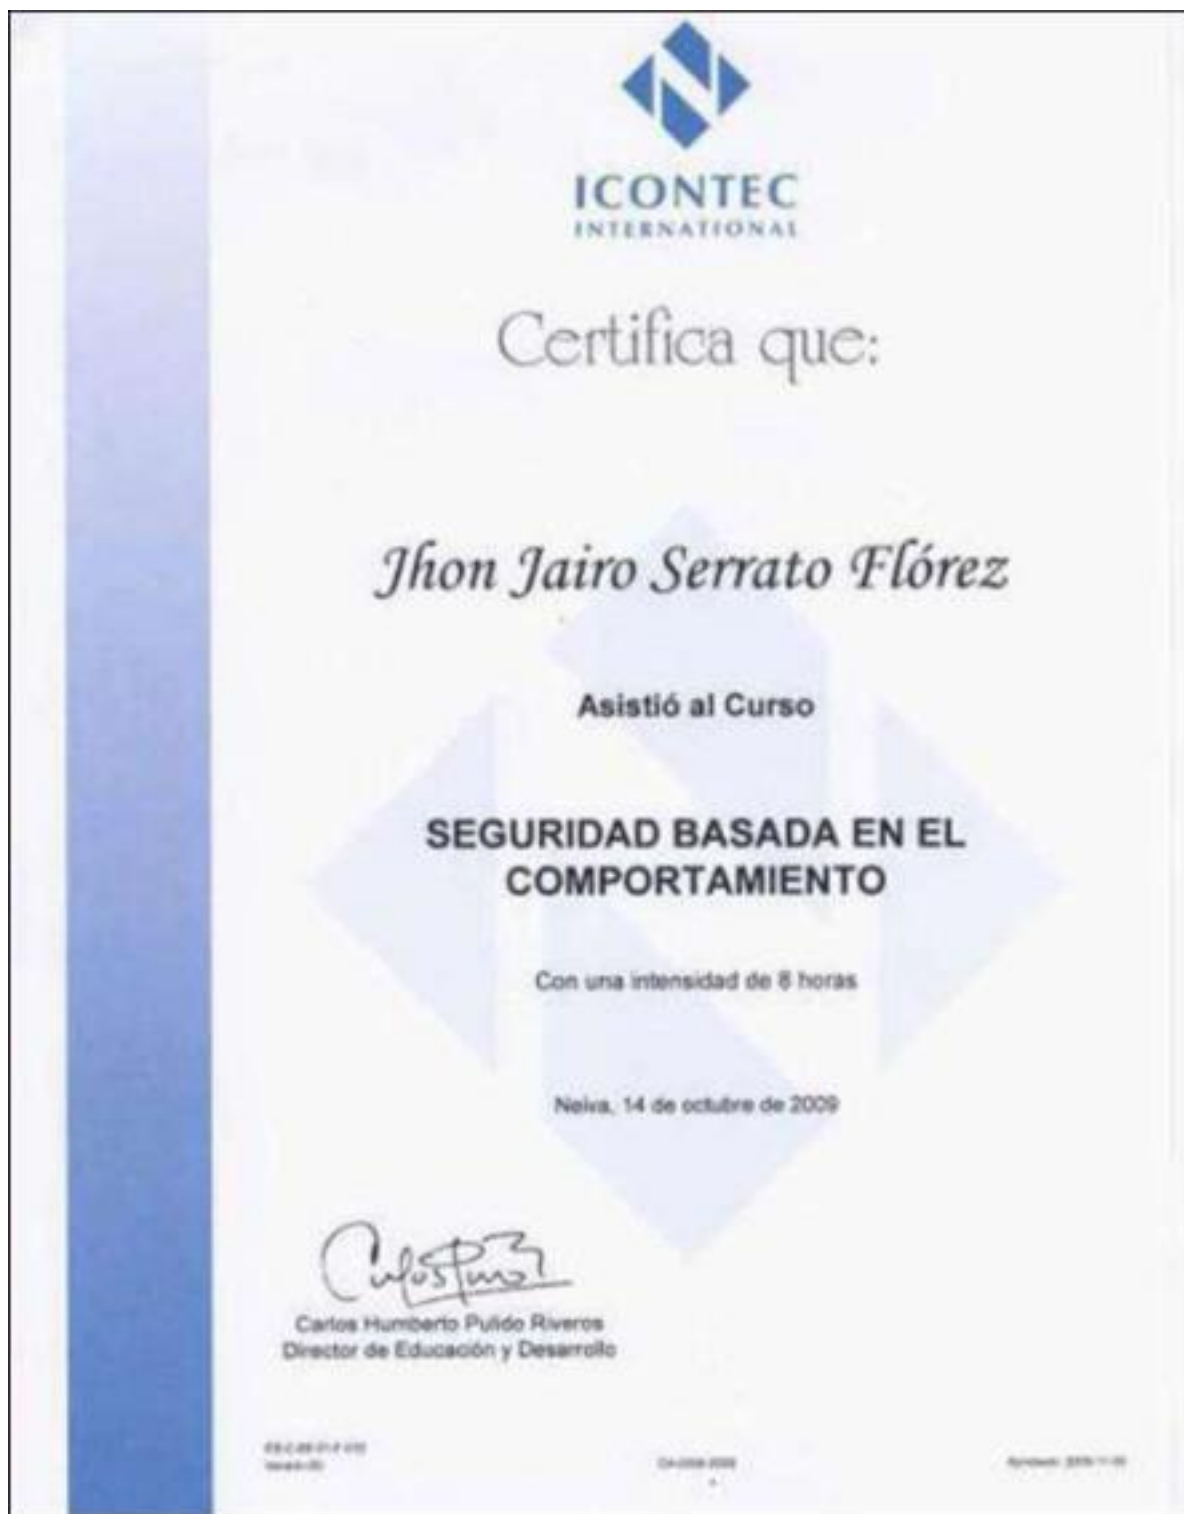 ICONTEC
INTERNATIONAL
Certifica que:
Jhon Jairo Serrato Flórez
Asistió al Curso
SEGURIDAD BASADA EN EL
COMPORTAMIENTO
Con una intensidad de 8 horas
Neiva, 14 de octubre de 2009
Carlos Humberto Pulido Riveros
Director de Educación y Desarrollo